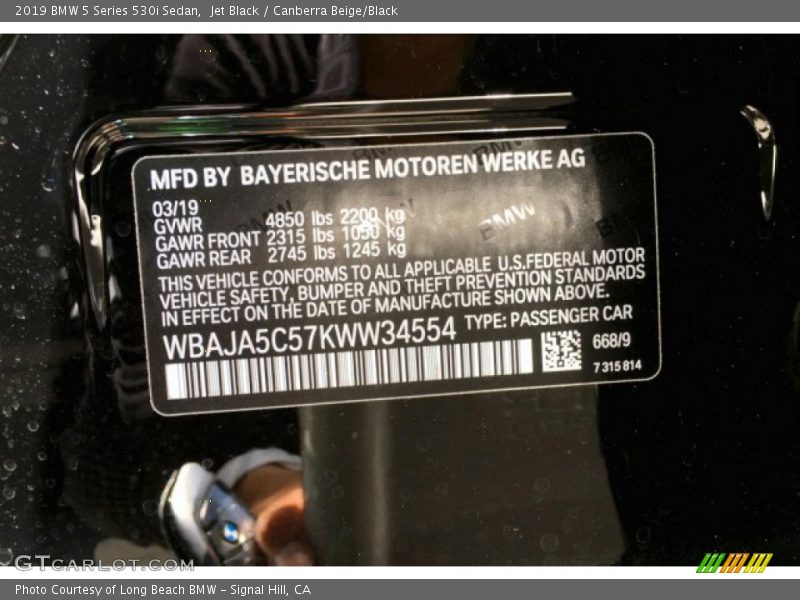 2019 BMW 5 Series 530i Sedan, Jet Black / Canberra Beige/Black
MFD BY BAYERISCHE MOTOREN WERKE AG
03/19
GVWR 4850 lbs 2200 kg
GAWR FRONT 2315 lbs 1050 kg
GAWR REAR 2745 lbs 1245 kg
THIS VEHICLE CONFORMS TO ALL APPLICABLE U.S.FEDERAL MOTOR
VEHICLE SAFETY, BUMPER AND THEFT PREVENTION STANDARDS
IN EFFECT ON THE DATE OF MANUFACTURE SHOWN ABOVE.
WBAJA5C57KWW34554 TYPE: PASSENGER CAR
668/9
7 315 814
BMW
GTCARLOT.COM
Photo Courtesy of Long Beach BMW - Signal Hill, CA